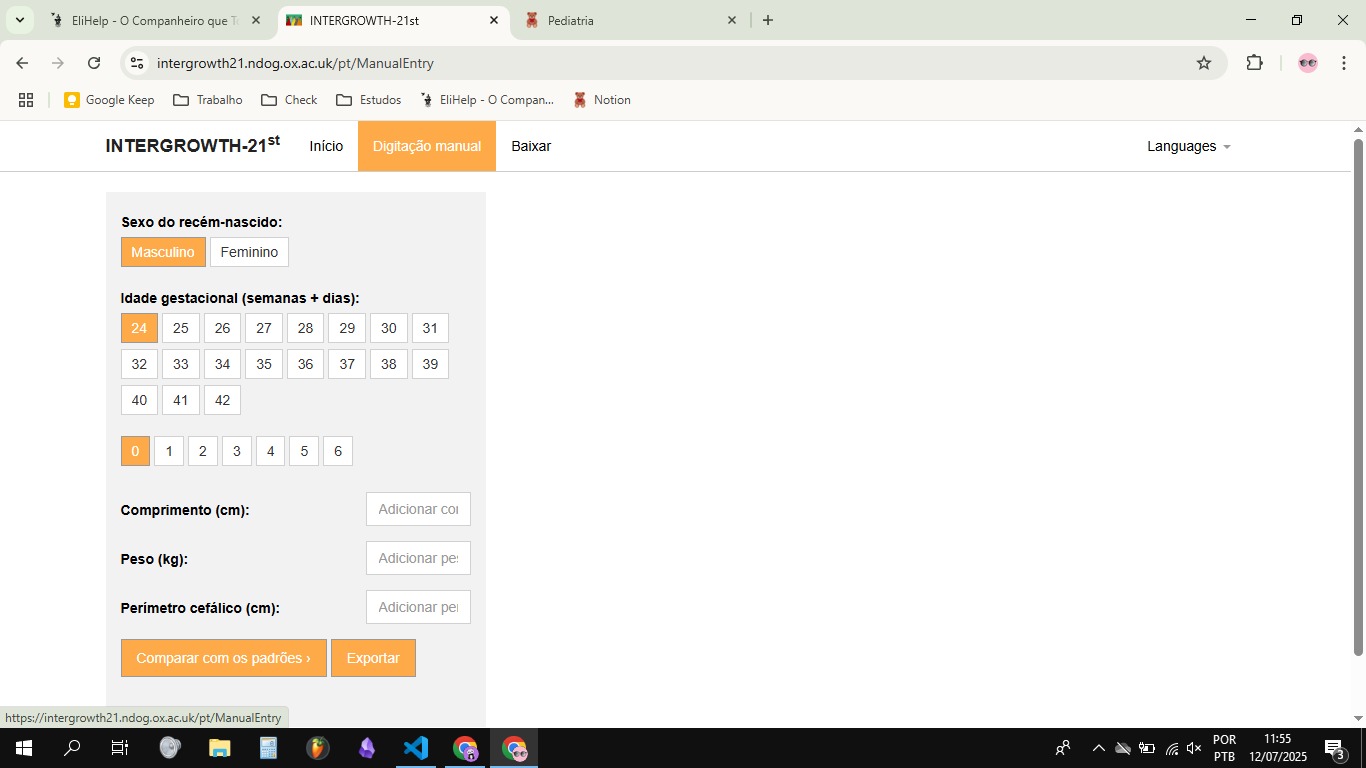 EliHelp - O Companheiro que T
INTERGROWTH-21st
Pediatria
intergrowth21.ndog.ox.ac.uk/pt/ManualEntry
Google Keep
Trabalho
Check
Estudos
EliHelp - O Compan...
Notion
INTERGROWTH-21st
Início
Digitação manual
Baixar
Languages
Sexo do recém-nascido:
Masculino Feminino
Idade gestacional (semanas + dias):
24 25 26 27 28 29 30 31
32 33 34 35 36 37 38 39
40 41 42
0 1 2 3 4 5 6
Comprimento (cm): Adicionar co
Peso (kg): Adicionar pe
Perímetro cefálico (cm): Adicionar pe
Comparar com os padrões › Exportar
https://intergrowth21.ndog.ox.ac.uk/pt/ManualEntry
POR 11:55
PTB 12/07/2025 3